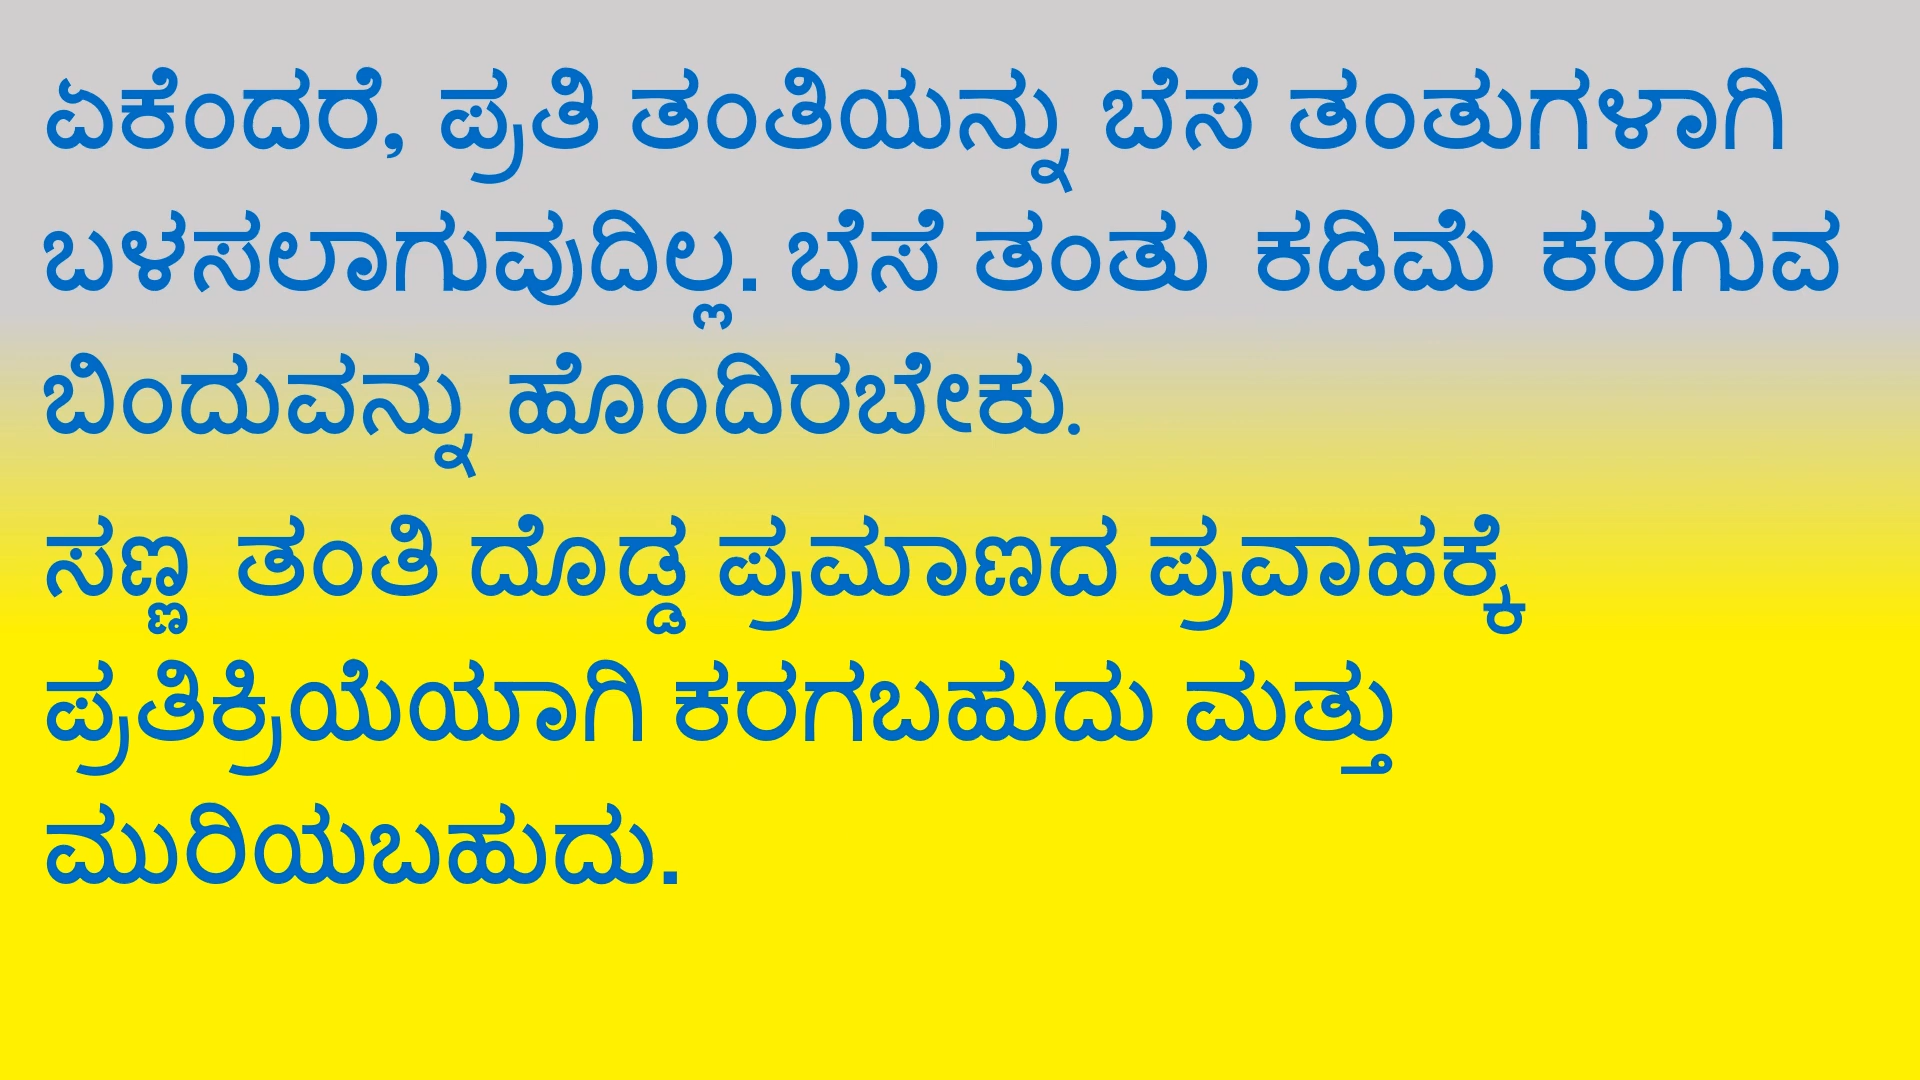 ಏಕೆಂದರೆ, ಪ್ರತಿ ತಂತಿಯನ್ನು ಬೆಸೆ ತಂತುಗಳಾಗಿ
ಬಳಸಲಾಗುವುದಿಲ್ಲ. ಬೆಸೆ ತಂತು ಕಡಿಮೆ ಕರಗುವ
ಬಿಂದುವನ್ನು ಹೊಂದಿರಬೇಕು.
ಸಣ್ಣ ತಂತಿ ದೊಡ್ಡ ಪ್ರಮಾಣದ ಪ್ರವಾಹಕ್ಕೆ
ಪ್ರತಿಕ್ರಿಯೆಯಾಗಿ ಕರಗಬಹುದು ಮತ್ತು
ಮುರಿಯಬಹುದು.